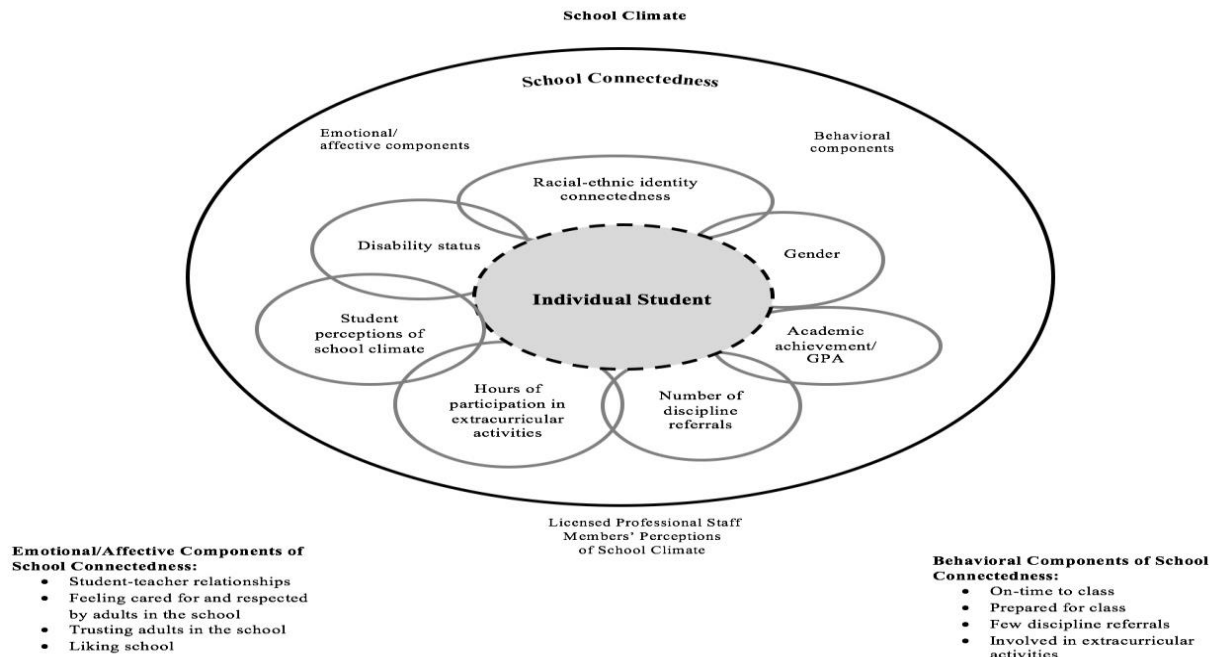 School Climate
School Connectedness
Emotional/
affective components
Behavioral
components
Racial-ethnic identity
connectedness
Disability status
Gender
Individual Student
Student
perceptions of
school climate
Academic
achievement/
GPA
Hours of
participation in
extracurricular
activities
Number of
discipline
referrals
Licensed Professional Staff
Members' Perceptions
of School Climate
Emotional/Affective Components of
School Connectedness:
• Student-teacher relationships
• Feeling cared for and respected
by adults in the school
• Trusting adults in the school
• Liking school
Behavioral Components of School
Connectedness:
• On-time to class
• Prepared for class
• Few discipline referrals
• Involved in extracurricular
activities